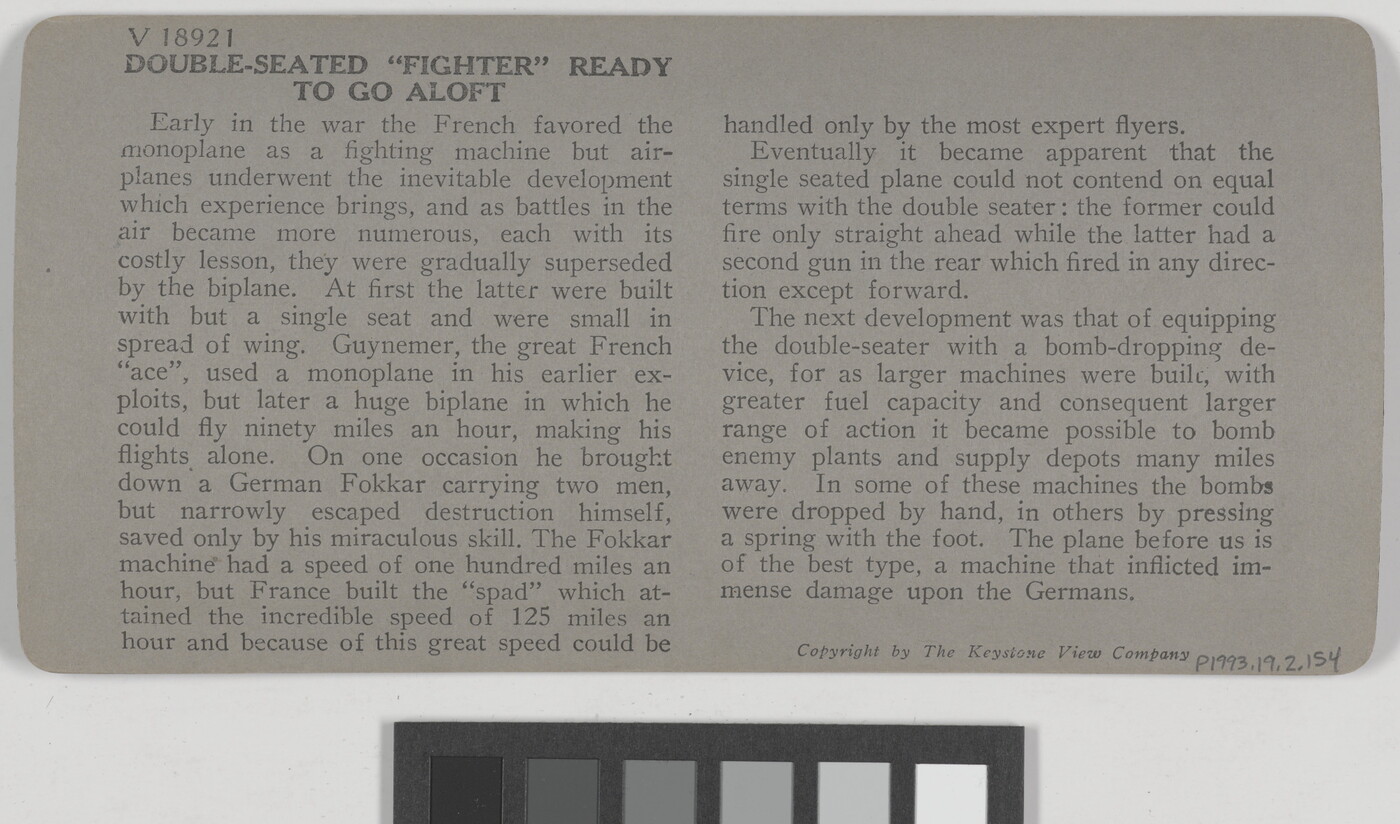 V 18921
DOUBLE-SEATED “FIGHTER” READY
TO GO ALOFT
Early in the war the French favored the
monoplane as a fighting machine but air-
planes underwent the inevitable development
which experience brings, and as battles in the
air became more numerous, each with its
costly lesson, they were gradually superseded
by the biplane. At first the latter were built
with but a single seat and were small in
spread of wing. Guynemer, the great French
“ace”, used a monoplane in his earlier ex-
ploits, but later a huge biplane in which he
could fly ninety miles an hour, making his
flights alone. On one occasion he brought
down a German Fokkar carrying two men,
but narrowly escaped destruction himself,
saved only by his miraculous skill. The Fokkar
machine had a speed of one hundred miles an
hour, but France built the “spad” which at-
tained the incredible speed of 125 miles an
hour and because of this great speed could be
handled only by the most expert flyers.
Eventually it became apparent that the
single seated plane could not contend on equal
terms with the double seater: the former could
fire only straight ahead while the latter had a
second gun in the rear which fired in any direc-
tion except forward.
The next development was that of equipping
the double-seater with a bomb-dropping de-
vice, for as larger machines were built, with
greater fuel capacity and consequent larger
range of action it became possible to bomb
enemy plants and supply depots many miles
away. In some of these machines the bombs
were dropped by hand, in others by pressing
a spring with the foot. The plane before us is
of the best type, a machine that inflicted im-
mense damage upon the Germans.
Copyright by The Keystone View Company
P1993.19.2.154